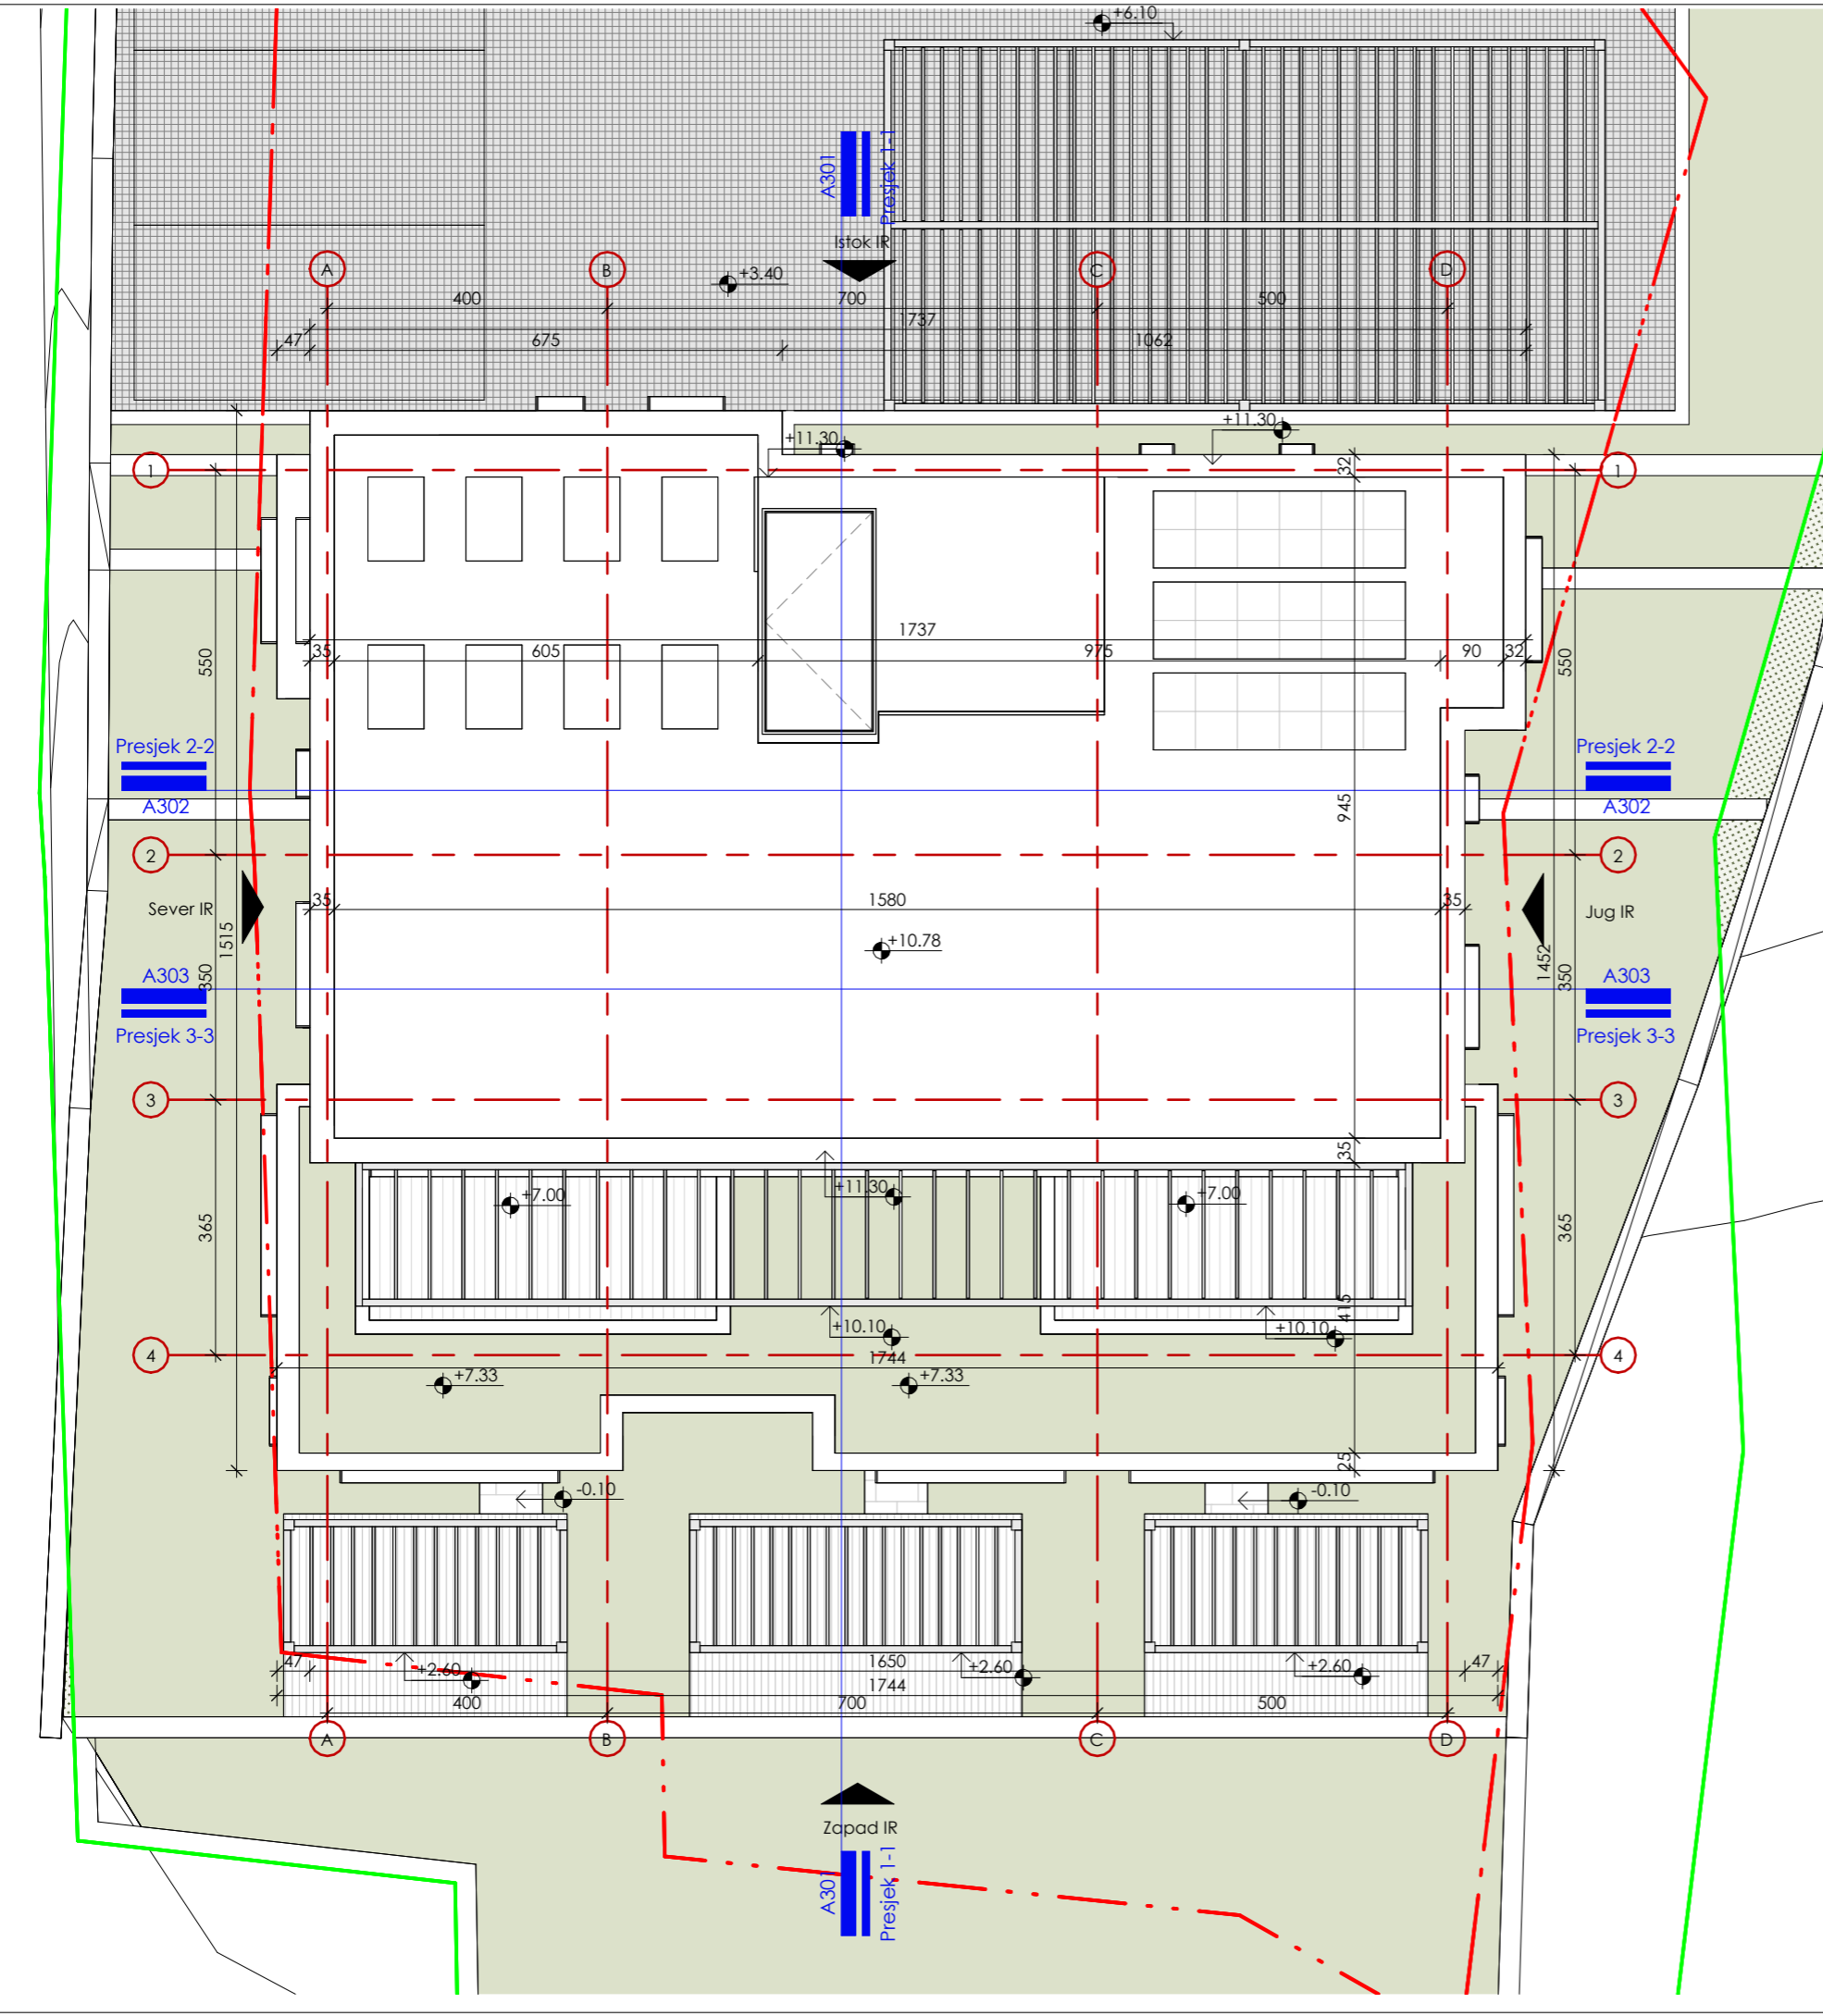 +6.10
A301
Presjek 1-1
Istok IR
A
B
C
D
+3.40
400
700
500
1737
47
675
1062
+11.30
+11.30
1
32
1
1737
35
605
975
90
32
550
550
Presjek 2-2
A302
Presjek 2-2
A302
945
2
2
Sever IR
35
1580
35
Jug IR
1515
+10.78
1452
350
350
A303
Presjek 3-3
A303
Presjek 3-3
3
3
35
+7.00
+11.30
+7.00
365
365
415
+10.10
+10.10
4
1744
4
+7.33
+7.33
25
-0.10
-0.10
47
+2.60
1650
+2.60
+2.60
47
1744
400
700
500
A
B
C
D
Zapad IR
A301
Presjek 1-1